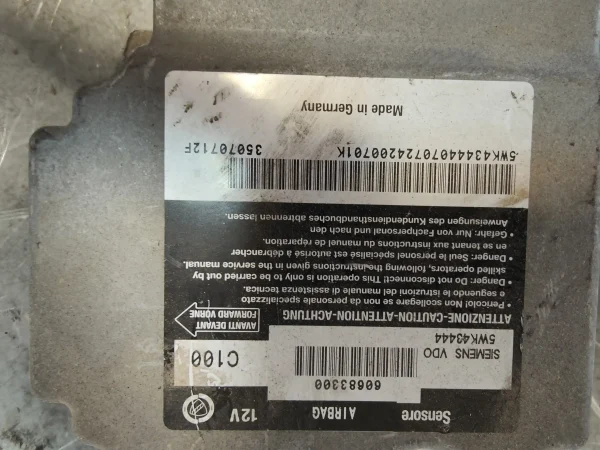 Sensore
AIRBAG
12V
60683300
SIEMENS VDO
5WK43444
C100
ATTENZIONE-CAUTION-ATTENTION-ACHTUNG
AVANTI DEVANT
FORWARD VORNE
• Pericolo! Non scollegare se non da personale specializzato
e seguendo le istruzioni del manuale di assistenza tecnica.
• Danger: Do not disconnect! This operation is only to be carried out by
skilled operators, following the instructions given in the service manual.
• Danger: Seul le personel spécialisé est autorisé à débrancher
en se tenant aux instructions du manuel de réparation.
• Gefahr: Nur von Fachpersonal und nach den
Anweisungen des Kundendiensthandbuches abtrennen lassen.
5WK43444070724200701K
35070712F
Made in Germany